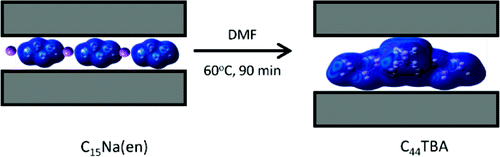 DMF
60°C, 90 min
C₁₅Na(en)
C₄₄TBA